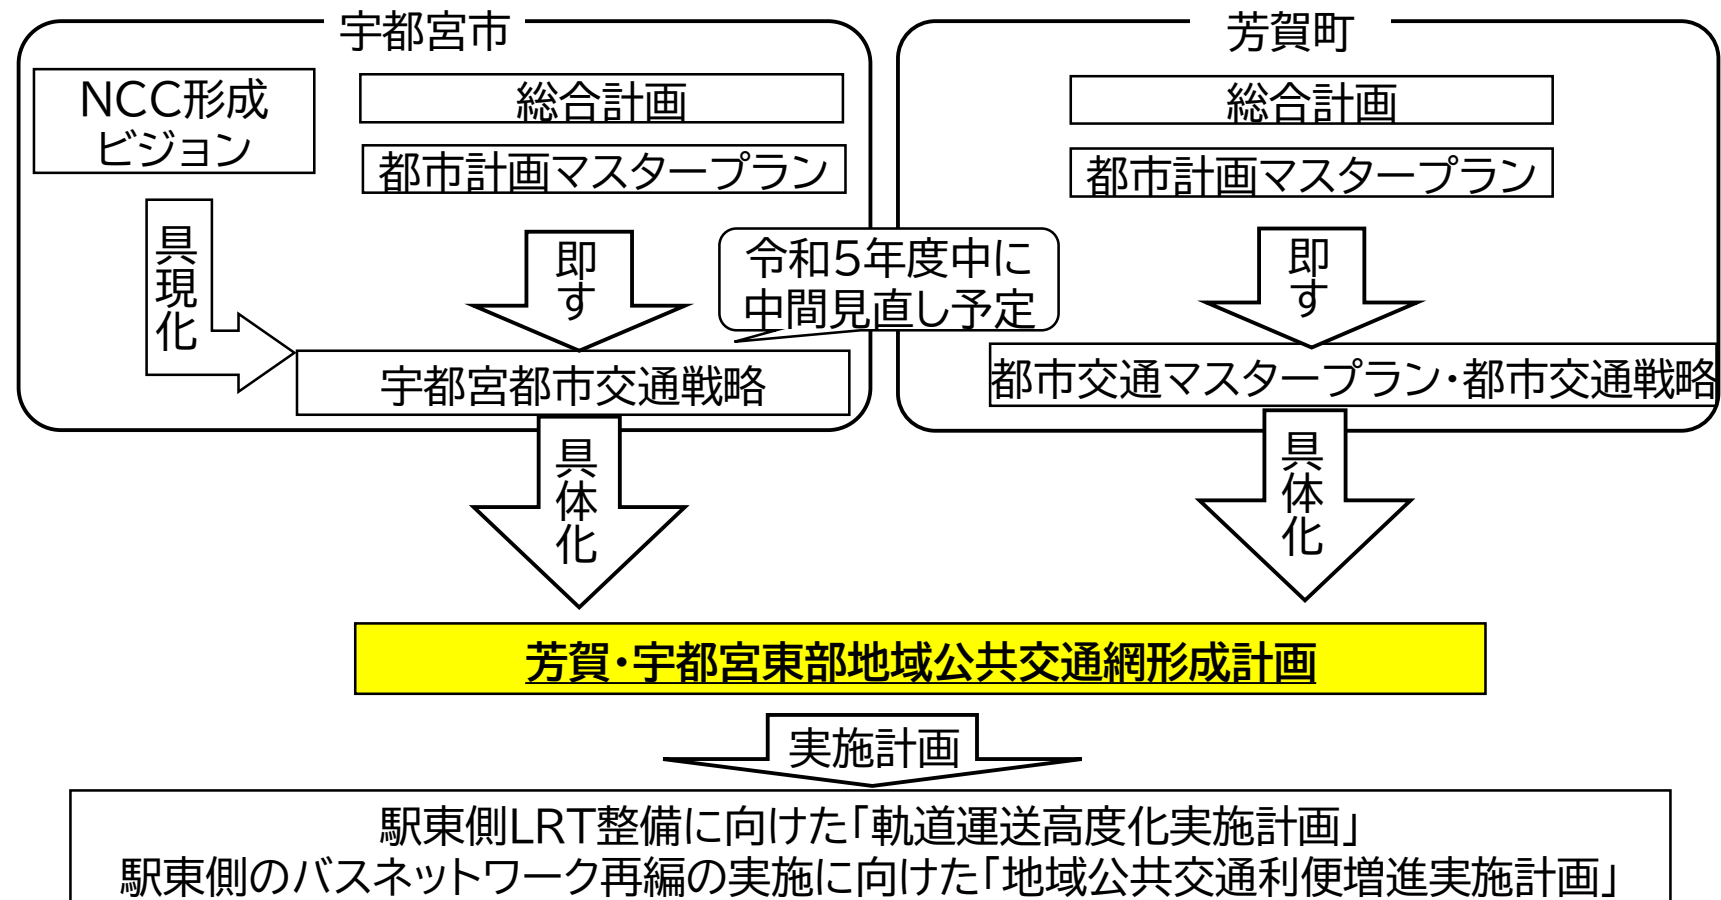 宇都宮市
NCC形成
ビジョン
総合計画
都市計画マスタープラン
具現化
即す
令和5年度中に
中間見直し予定
宇都宮都市交通戦略
具体化
芳賀町
総合計画
都市計画マスタープラン
即す
都市交通マスタープラン・都市交通戦略
具体化
芳賀・宇都宮東部地域公共交通網形成計画
実施計画
駅東側LRT整備に向けた「軌道運送高度化実施計画」
駅東側のバスネットワーク再編の実施に向けた「地域公共交通利便増進実施計画」